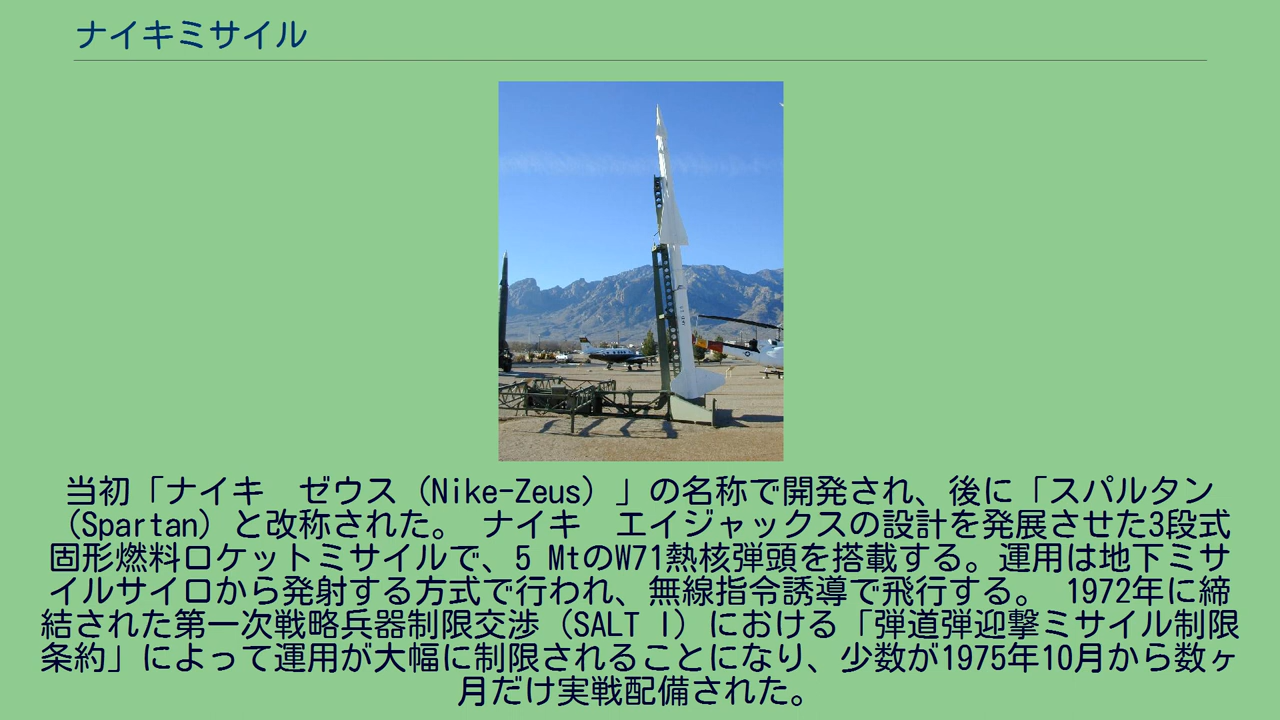 ナイキミサイル
当初「ナイキ　ゼウス（Nike-Zeus）」の名称で開発され、後に「スパルタン
（Spartan）と改称された。 ナイキ　エイジャックスの設計を発展させた3段式
固形燃料ロケットミサイルで、5 MtのW71熱核弾頭を搭載する。運用は地下ミサ
イルサイロから発射する方式で行われ、無線指令誘導で飛行する。 1972年に締
結された第一次戦略兵器制限交渉（SALT I）における「弾道弾迎撃ミサイル制限
条約」によって運用が大幅に制限されることになり、少数が1975年10月から数ヶ
月だけ実戦配備された。